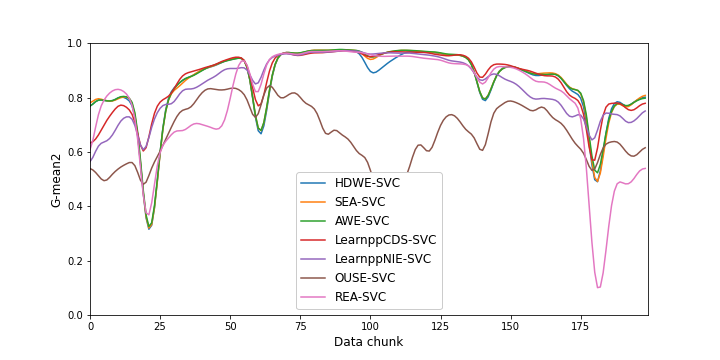 1.0
0.8
0.6
0.4
0.2
0.0
G-mean2
HDWE-SVC
SEA-SVC
AWE-SVC
LearnppCDS-SVC
LearnppNIE-SVC
OUSE-SVC
REA-SVC
0 25 50 75 100 125 150 175
Data chunk